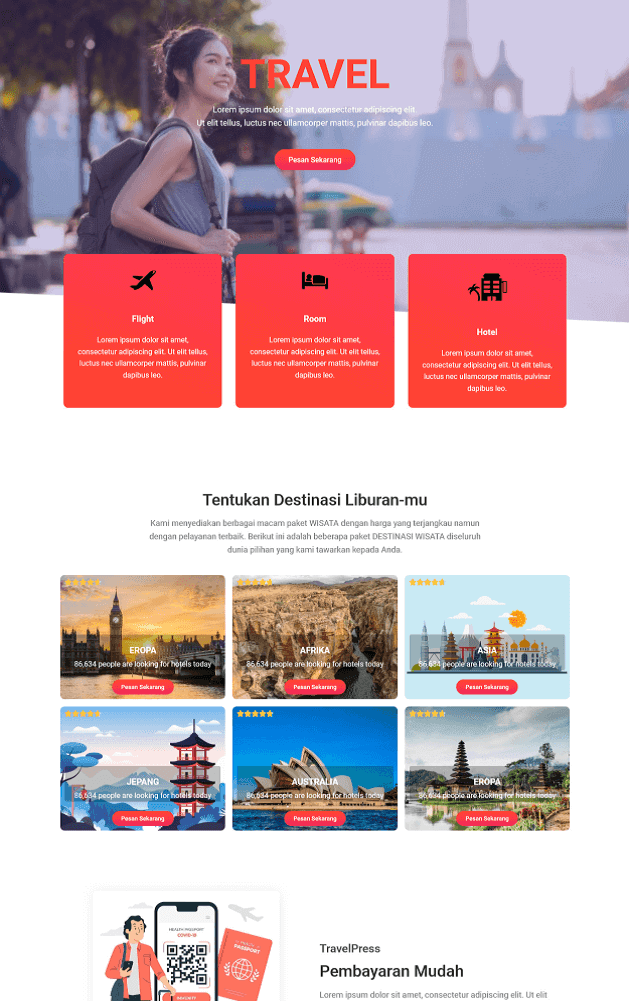 TRAVEL
Lorem ipsum dolor sit amet, consectetur adipiscing elit.
Ut elit tellus, luctus nec ullamcorper mattis, pulvinar dapibus leo.
Pesan Sekarang
Flight
Lorem ipsum dolor sit amet,
consectetur adipiscing elit. Ut elit tellus,
luctus nec ullamcorper mattis, pulvinar
dapibus leo.
Room
Lorem ipsum dolor sit amet,
consectetur adipiscing elit. Ut elit tellus,
luctus nec ullamcorper mattis, pulvinar
dapibus leo.
Hotel
Lorem ipsum dolor sit amet,
consectetur adipiscing elit. Ut elit tellus,
luctus nec ullamcorper mattis, pulvinar
dapibus leo.
Tentukan Destinasi Liburan-mu
Kami menyediakan berbagai macam paket WISATA dengan harga yang terjangkau namun
dengan pelayanan terbaik. Berikut ini adalah beberapa paket DESTINASI WISATA diseluruh
dunia pilihan yang kami tawarkan kepada Anda.
EROPA
86,634 people are looking for hotels today
Pesan Sekarang
AFRIKA
86,634 people are looking for hotels today
Pesan Sekarang
ASIA
86,634 people are looking for hotels today
Pesan Sekarang
JEPANG
86,634 people are looking for hotels today
Pesan Sekarang
AUSTRALIA
86,634 people are looking for hotels today
Pesan Sekarang
EROPA
86,634 people are looking for hotels today
Pesan Sekarang
HEALTH PASSPORT
COVID-19
PASSPORT
TravelPress
Pembayaran Mudah
Lorem ipsum dolor sit amet, consectetur adipiscing elit. Ut elit